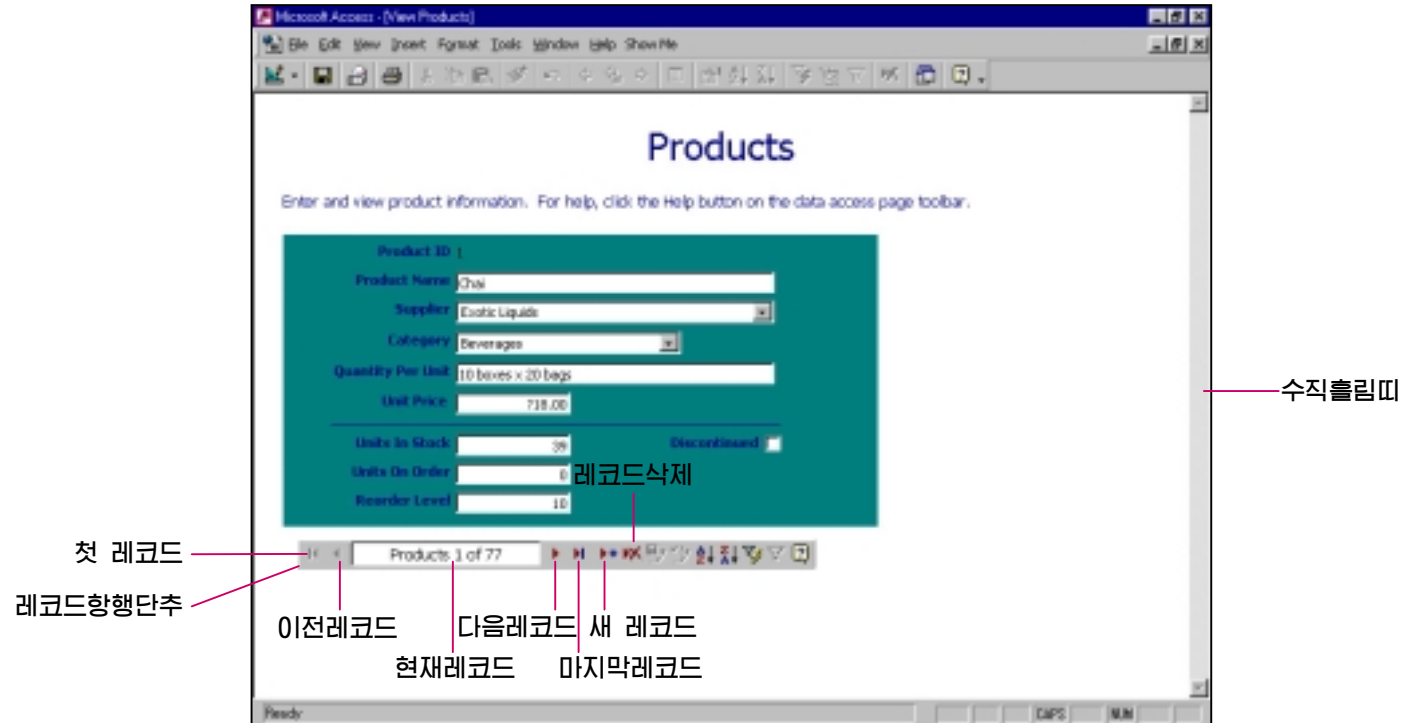 Microsoft Access - [View Products]
File Edit View Insert Format Tools Window Help Show Me
Products
Enter and view product information. For help, click the Help button on the data access page toolbar.
Product ID 1
Product Name Chai
Supplier Exotic Liquids
Category Beverages
Quantity Per Unit 10 boxes x 20 bags
Unit Price ?18.00
수직흘림띠
Units In Stock 39 Discontinued
Units On Order 0
레코드삭제
Reorder Level 10
첫 레코드
Products 1 of 77
레코드항행단추
이전레코드 다음레코드 새 레코드
현재레코드 마지막레코드
Ready CAPS NUM